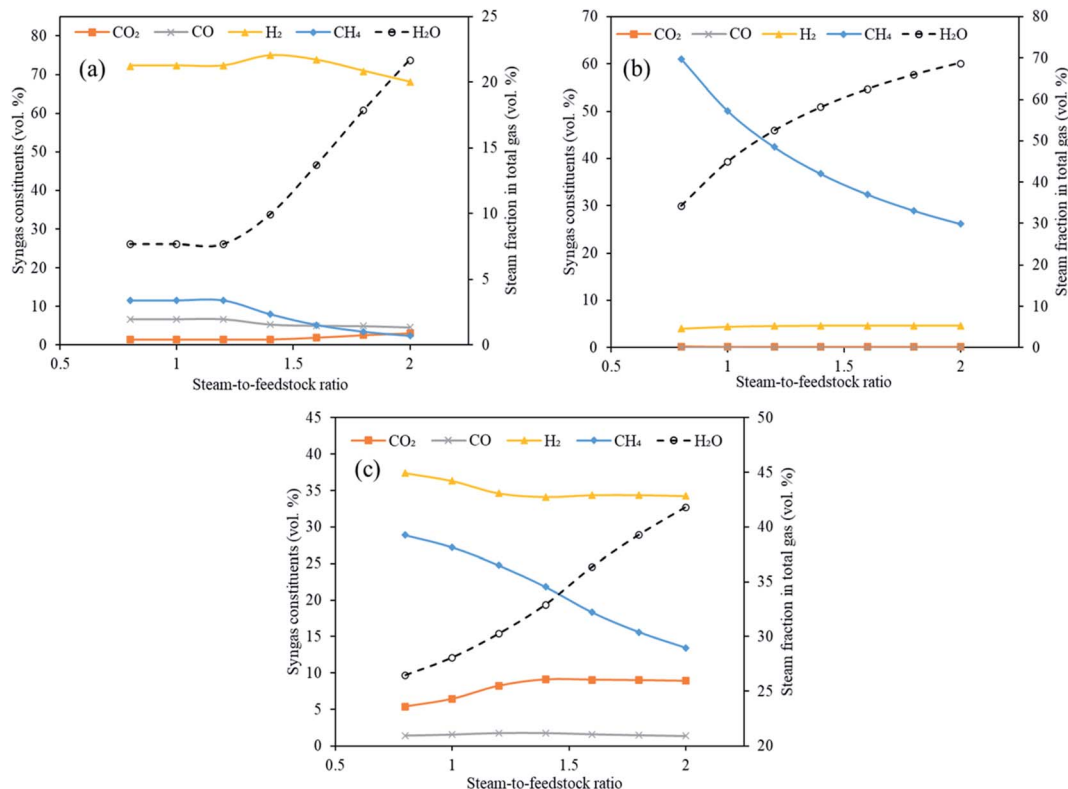 CO₂ CO H₂ CH₄ H₂O
(a)
Syngas constituents (vol. %)
80
70
60
50
40
30
20
10
0
25
20
15
10
5
0
Steam fraction in total gas (vol. %)
0.5 1 1.5 2
Steam-to-feedstock ratio
CO₂ CO H₂ CH₄ H₂O
(b)
Syngas constituents (vol. %)
70
60
50
40
30
20
10
0
80
70
60
50
40
30
20
10
0
Steam fraction in total gas (vol. %)
0.5 1 1.5 2
Steam-to-feedstock ratio
CO₂ CO H₂ CH₄ H₂O
(c)
Syngas constituents (vol. %)
45
40
35
30
25
20
15
10
5
0
50
45
40
35
30
25
20
Steam fraction in total gas (vol. %)
0.5 1 1.5 2
Steam-to-feedstock ratio